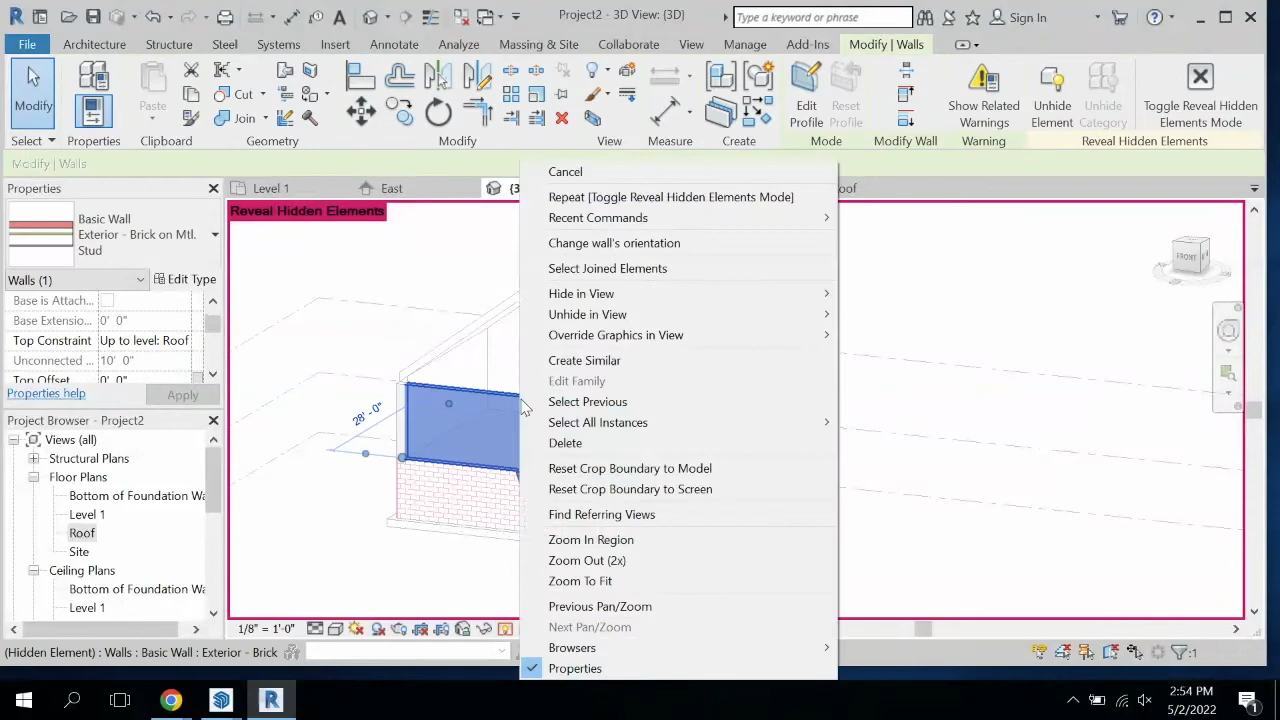 Project2 - 3D View: {3D}
Type a keyword or phrase
Sign In
File
Architecture
Structure
Steel
Systems
Insert
Annotate
Analyze
Massing & Site
Collaborate
View
Manage
Add-Ins
Modify | Walls
Modify
Paste
Cut
Join
Edit Profile
Reset Profile
Show Related Warnings
Unhide Element
Unhide Category
Toggle Reveal Hidden Elements Mode
Select
Properties
Clipboard
Geometry
Modify
View
Measure
Create
Mode
Modify Wall
Warning
Reveal Hidden Elements
Modify | Walls
Properties
Basic Wall
Exterior - Brick on Mtl. Stud
Walls (1)
Edit Type
Base is Attach...
Base Extensio...
0' 0"
Top Constraint
Up to level: Roof
Unconnected ...
10' 0"
Top Offset
0' 0"
Properties help
Apply
Project Browser - Project2
Views (all)
Structural Plans
Floor Plans
Bottom of Foundation Wa
Level 1
Roof
Site
Ceiling Plans
Bottom of Foundation Wa
Level 1
Level 1
East
{3
oof
Reveal Hidden Elements
FRONT
28' - 0"
Cancel
Repeat [Toggle Reveal Hidden Elements Mode]
Recent Commands
Change wall's orientation
Select Joined Elements
Hide in View
Unhide in View
Override Graphics in View
Create Similar
Edit Family
Select Previous
Select All Instances
Delete
Reset Crop Boundary to Model
Reset Crop Boundary to Screen
Find Referring Views
Zoom In Region
Zoom Out (2x)
Zoom To Fit
Previous Pan/Zoom
Next Pan/Zoom
Browsers
Properties
1/8" = 1'-0"
(Hidden Element) : Walls : Basic Wall : Exterior - Brick
:1
2:54 PM
5/2/2022
1